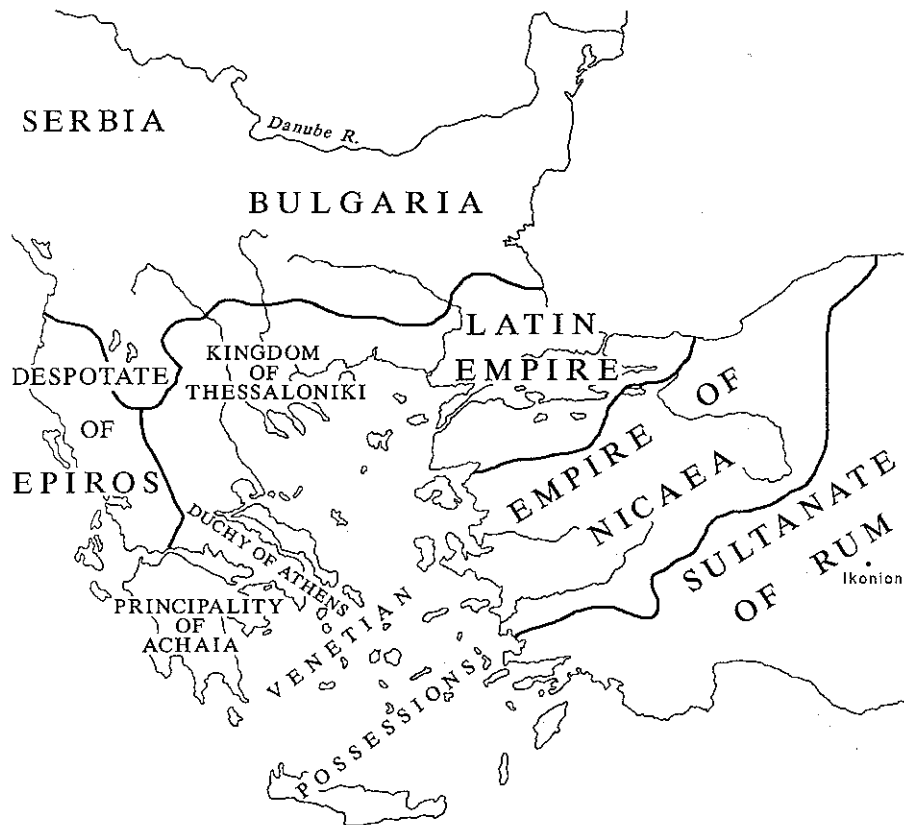 SERBIA
Danube R.
BULGARIA
LATIN
EMPIRE
KINGDOM
OF
THESSALONIKI
DESPOTATE
OF
EPIROS
EMPIRE OF
NICAEA
SULTANATE
OF RUM
Ikonion
DUCHY OF ATHENS
PRINCIPALITY
OF
ACHAIA
VENETIAN
POSSESSIONS